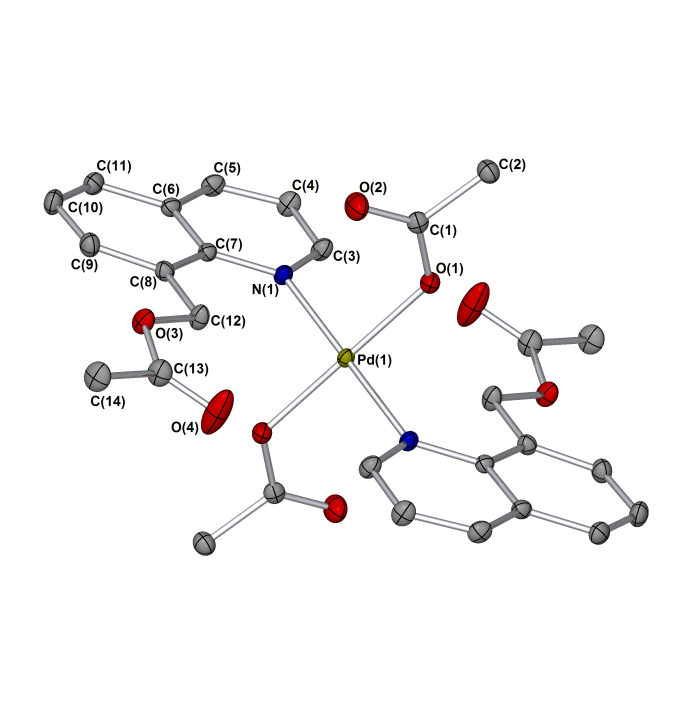 C(11)
C(5)
C(2)
O(2)
C(4)
C(10)
C(6)
C(1)
C(7)
C(3)
C(9)
O(1)
C(8)
N(1)
C(12)
O(3)
Pd(1)
C(13)
C(14)
O(4)